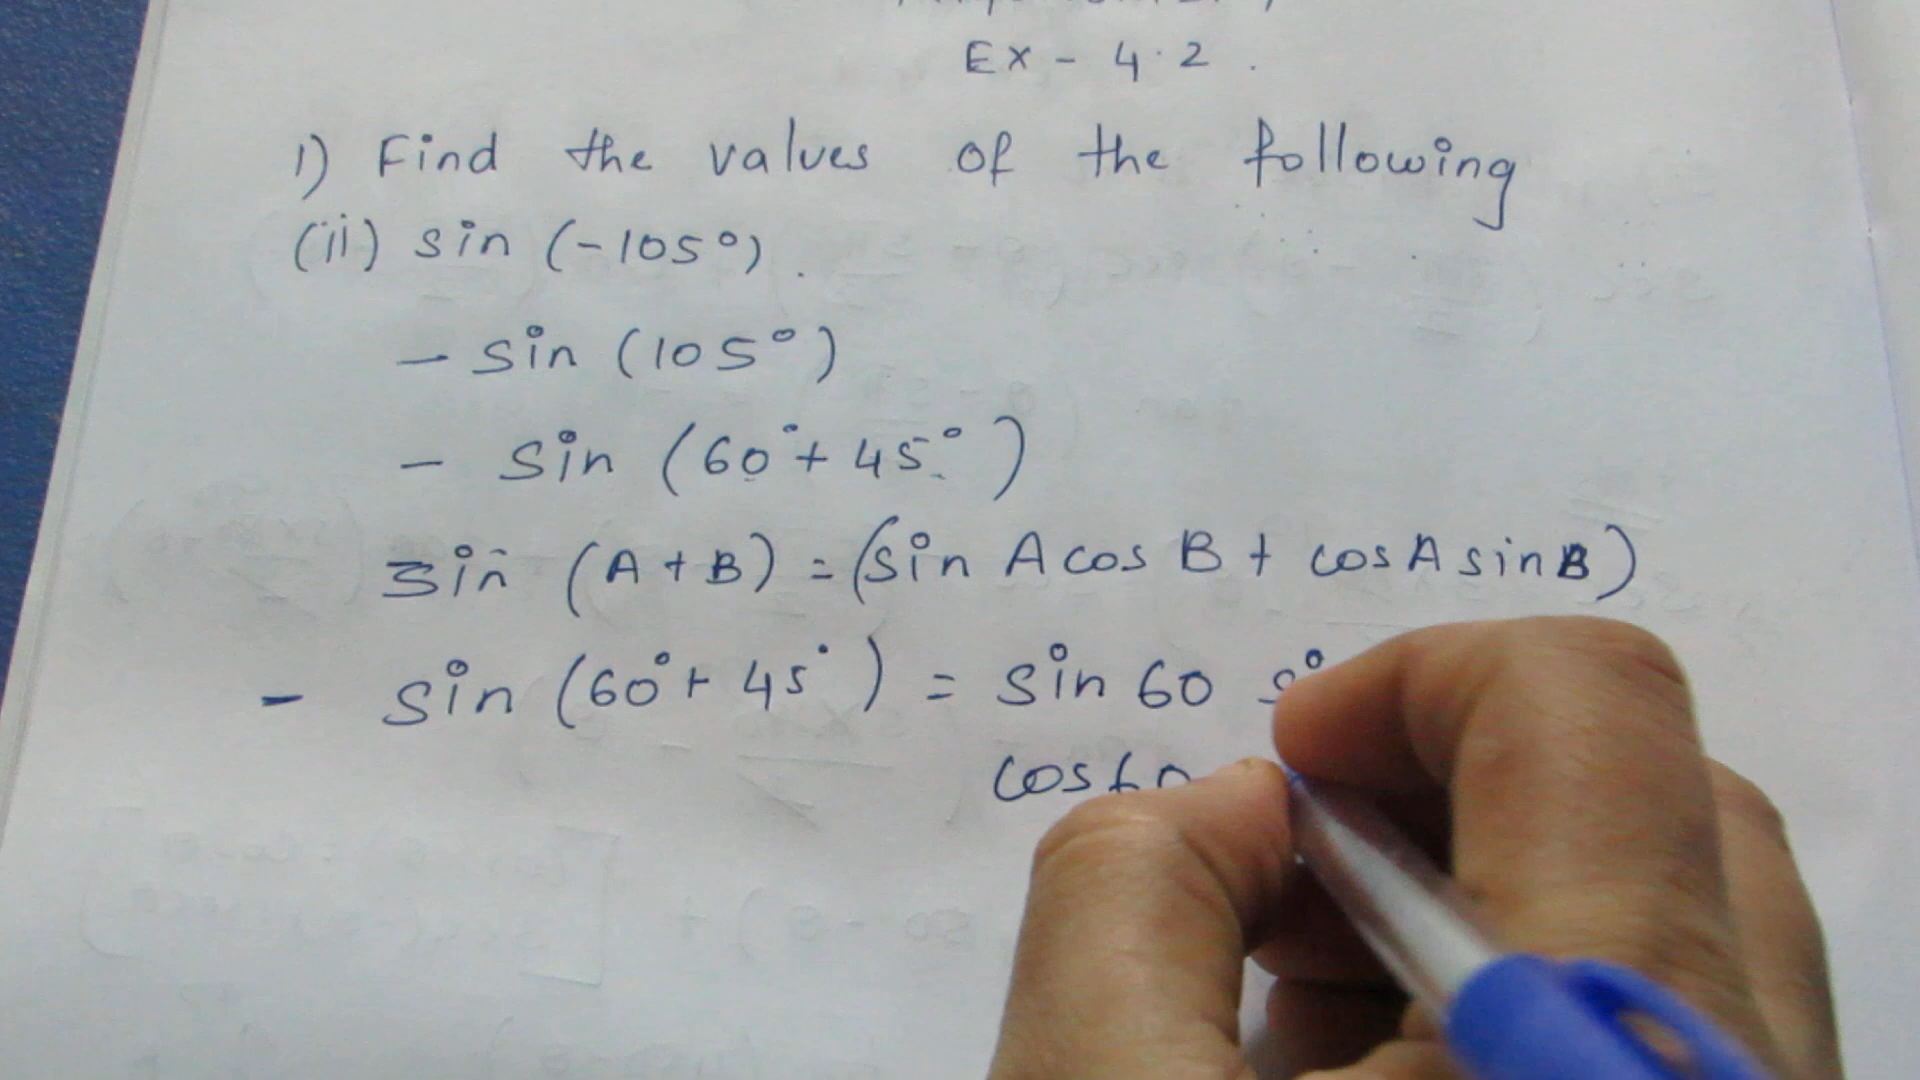 EX - 4.2.
1) Find the values of the following
(ii) sin (-105°).
- sin (105°)
- sin (60°+ 45°)
sin (A + B) = (sin A cos B + cos A sin B)
- sin (60°+ 45°) = sin 60